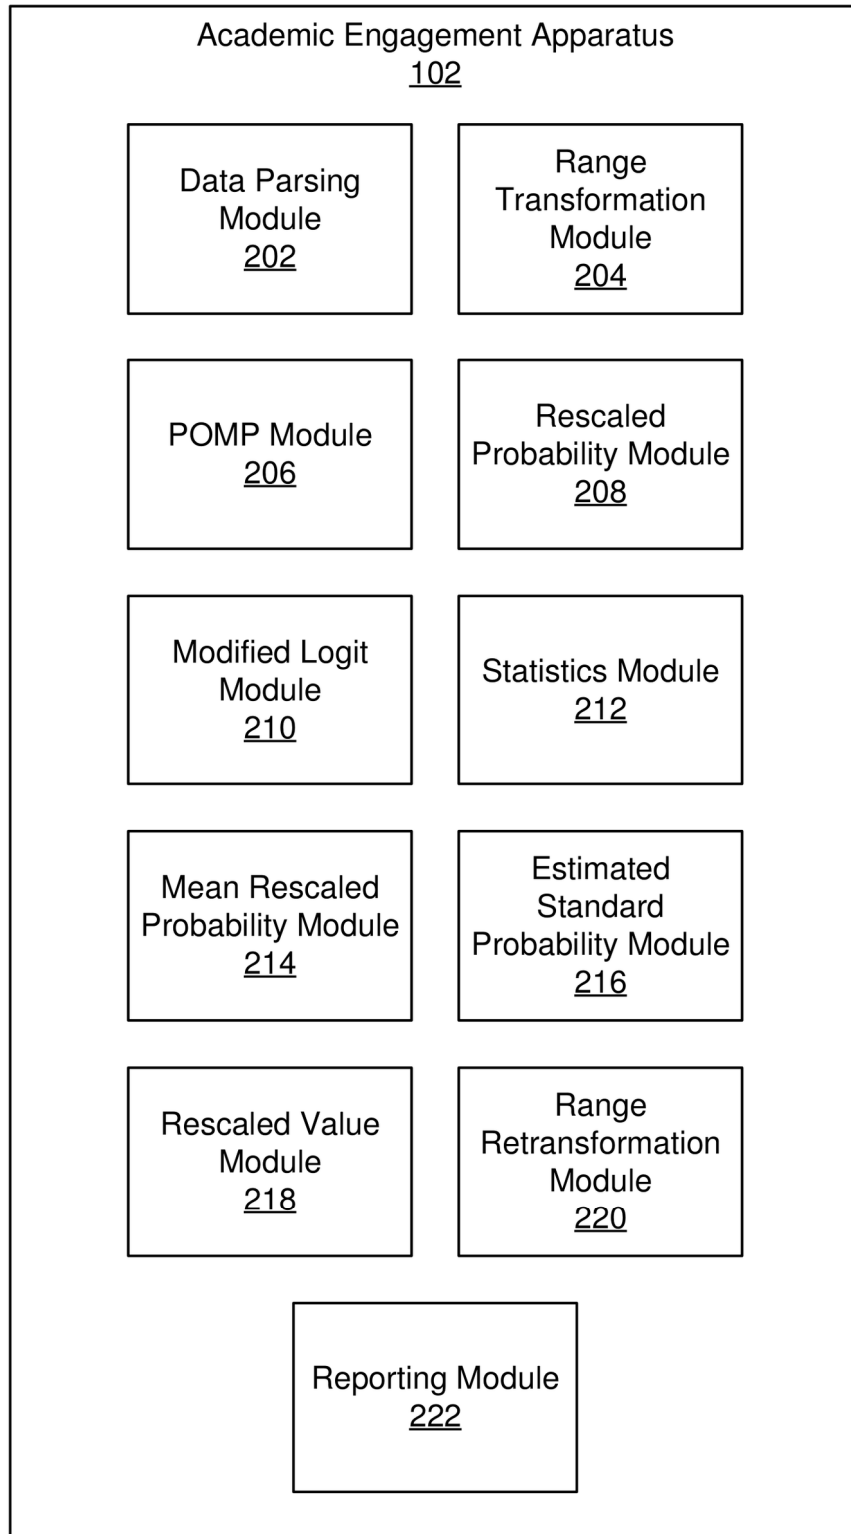 Academic Engagement Apparatus
102
Data Parsing
Module
202
Range
Transformation
Module
204
POMP Module
206
Rescaled
Probability Module
208
Modified Logit
Module
210
Statistics Module
212
Mean Rescaled
Probability Module
214
Estimated
Standard
Probability Module
216
Rescaled Value
Module
218
Range
Retransformation
Module
220
Reporting Module
222